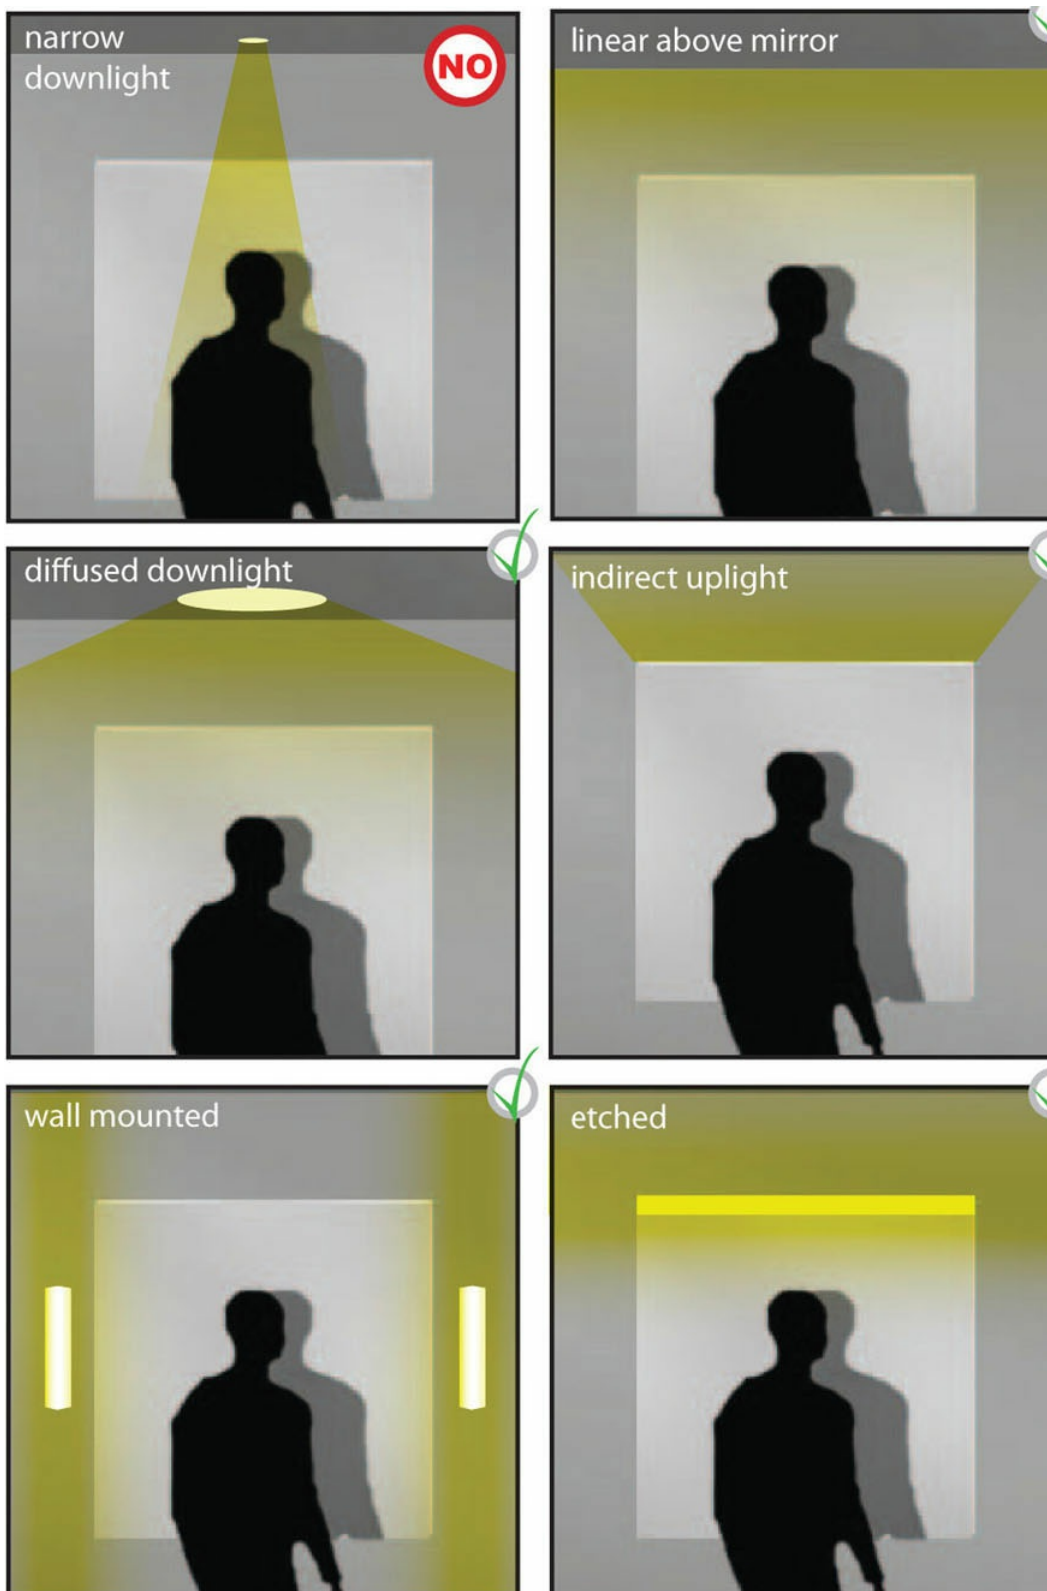 narrow
downlight
NO
linear above mirror
diffused downlight
indirect uplight
wall mounted
etched